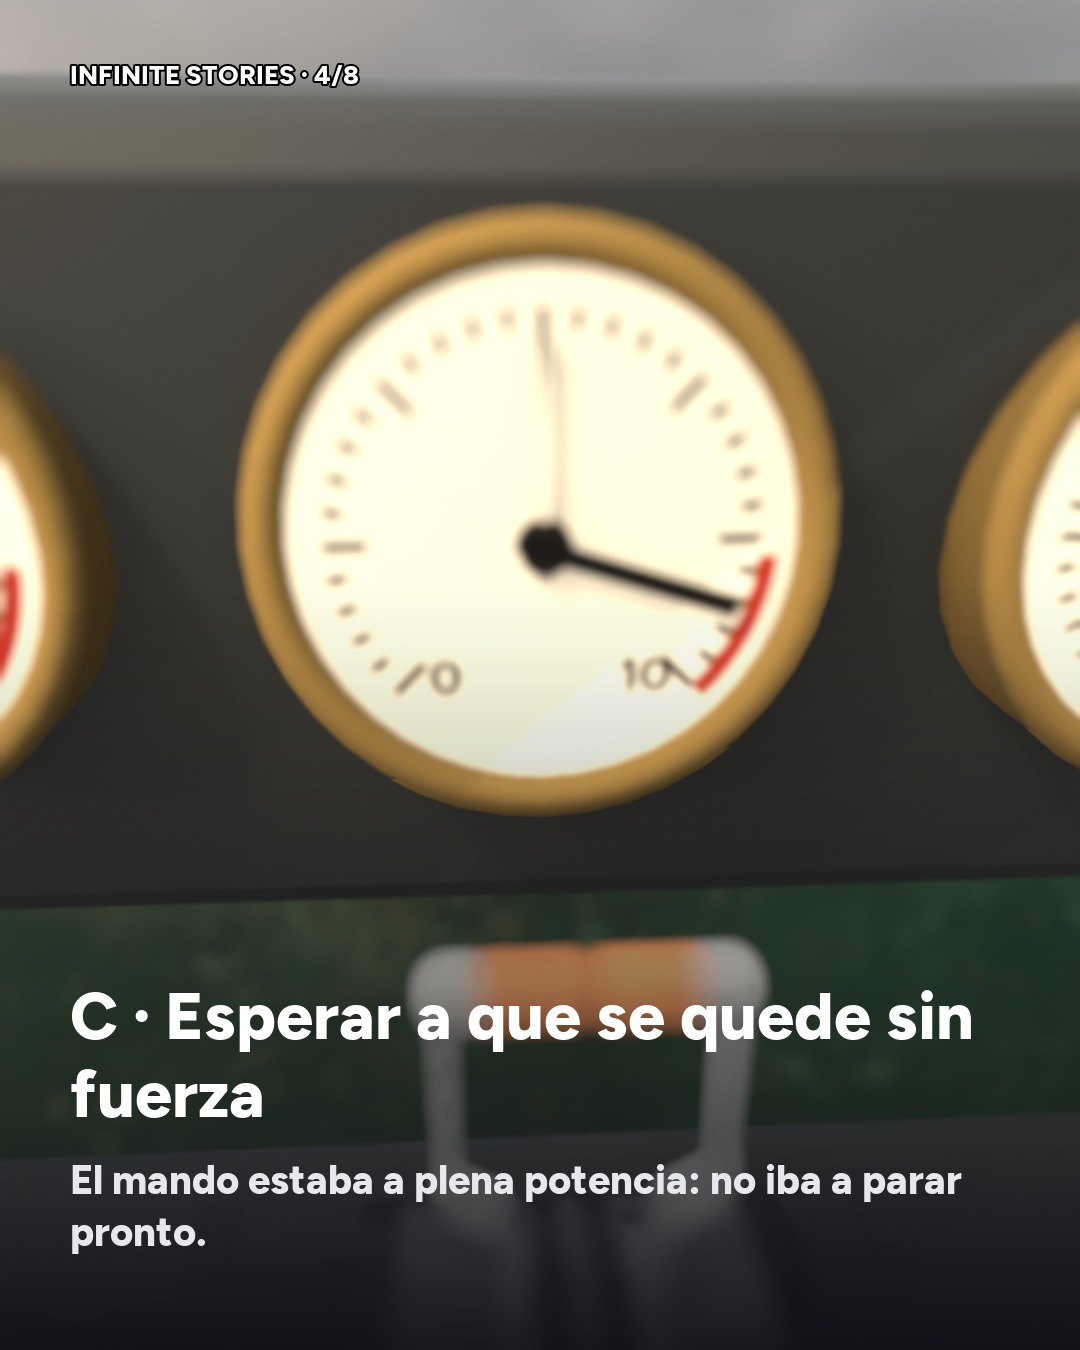 INFINITE STORIES · 4/8
0
10
C · Esperar a que se quede sin
fuerza
El mando estaba a plena potencia: no iba a parar
pronto.